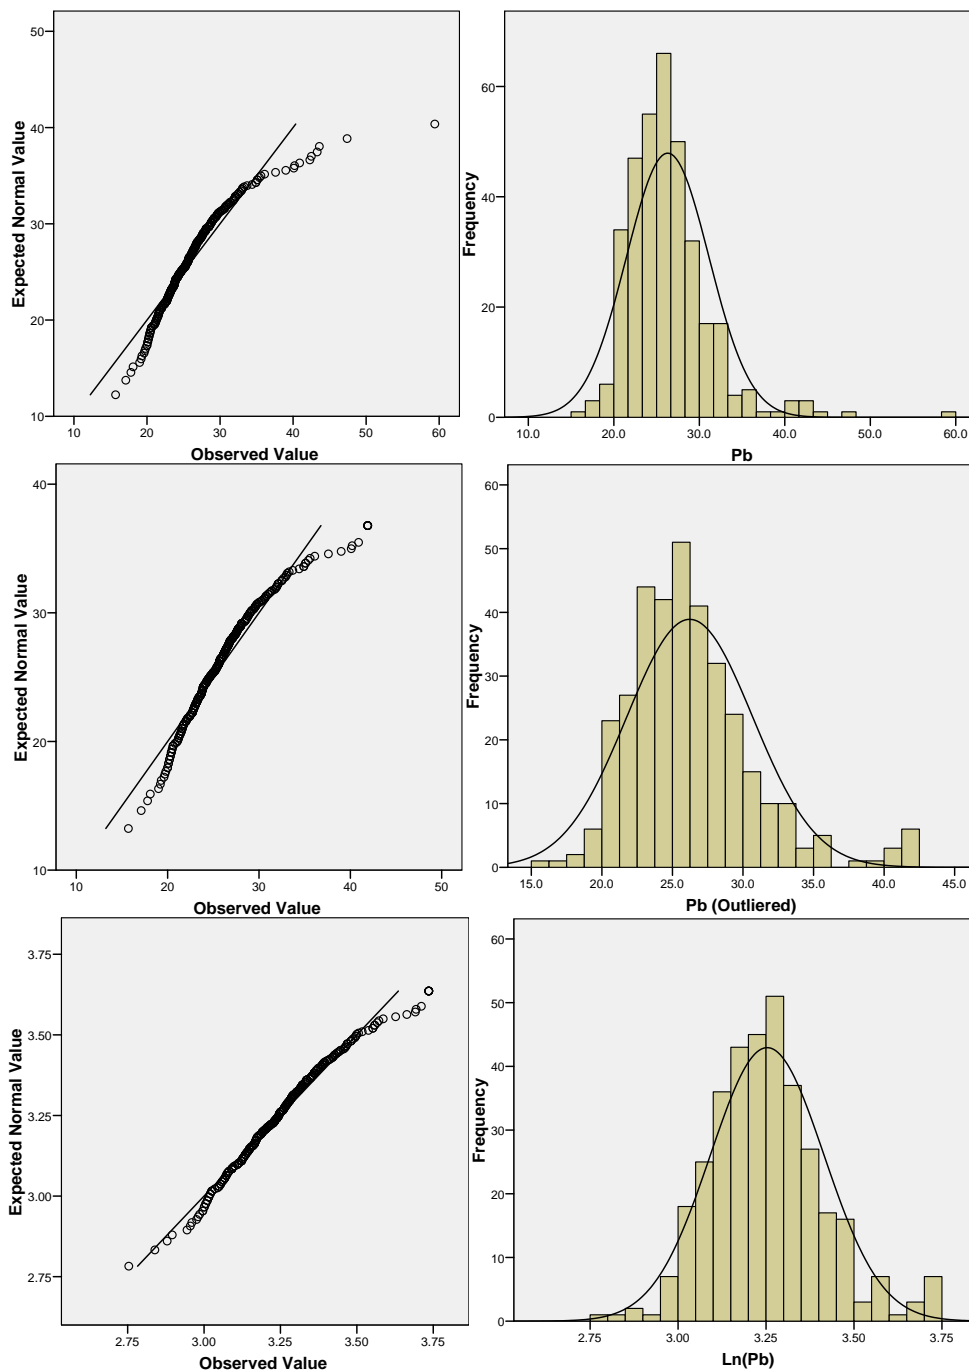 Expected Normal Value
50
40
30
20
10
10 20 30 40 50 60
Observed Value
Frequency
60
40
20
0
10.0 20.0 30.0 40.0 50.0 60.0
Pb
Expected Normal Value
40
30
20
10
10 20 30 40 50
Observed Value
Frequency
60
50
40
30
20
10
0
15.0 20.0 25.0 30.0 35.0 40.0 45.0
Pb (Outliered)
Expected Normal Value
3.75
3.50
3.25
3.00
2.75
2.75 3.00 3.25 3.50 3.75
Observed Value
Frequency
60
50
40
30
20
10
0
2.75 3.00 3.25 3.50 3.75
Ln(Pb)